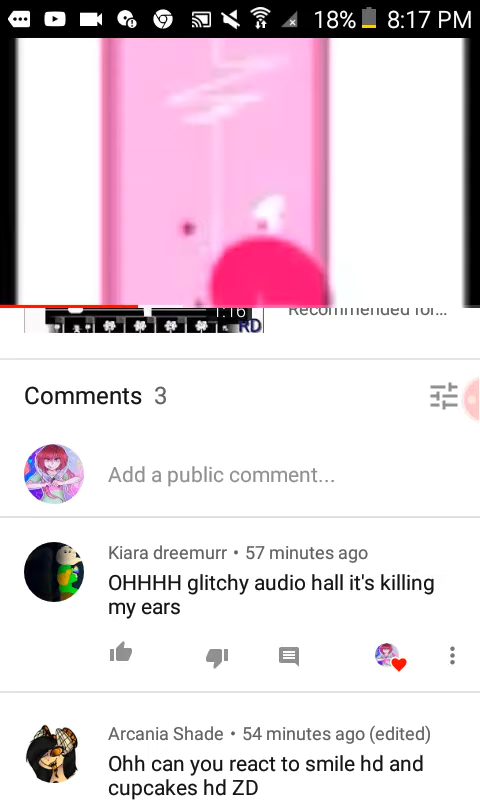 18% 8:17 PM
1:16
RD
Recommended for...
Comments 3
Add a public comment...
Kiara dreemurr • 57 minutes ago
OHHHH glitchy audio hall it's killing
my ears
Arcania Shade • 54 minutes ago (edited)
Ohh can you react to smile hd and
cupcakes hd ZD